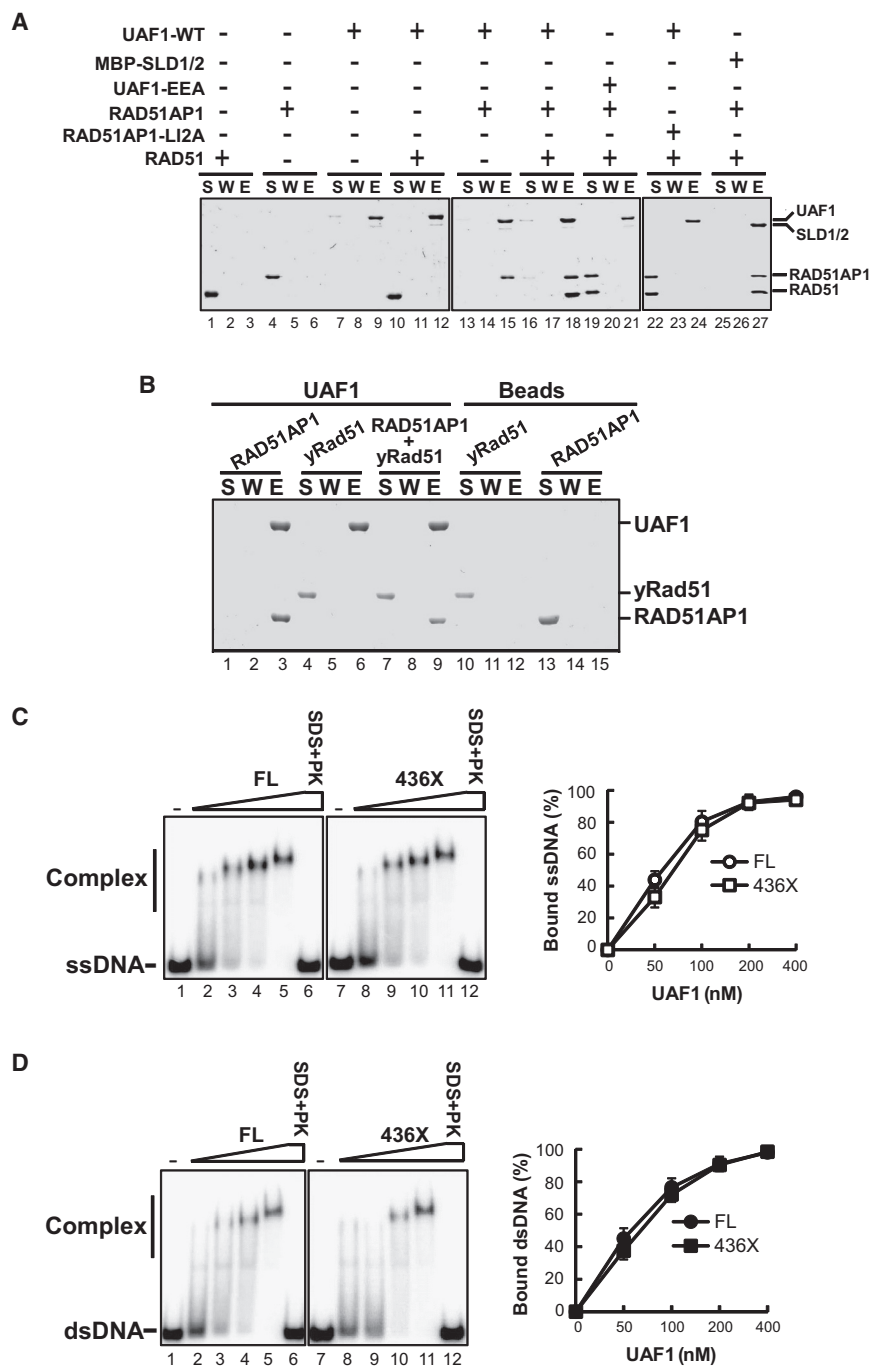 A
UAF1-WT - - + + + + - + -
MBP-SLD1/2 - - - - - - - - +
UAF1-EEA - - - - - - + - -
RAD51AP1 - + - - + + + - +
RAD51AP1-LI2A - - - - - - - + -
RAD51 + - - + - + + + +
S W E S W E S W E S W E S W E S W E S W E S W E S W E
UAF1
SLD1/2
RAD51AP1
RAD51
1 2 3 4 5 6 7 8 9 10 11 12 13 14 15 16 17 18 19 20 21 22 23 24 25 26 27
B
UAF1 Beads
RAD51AP1 yRad51 RAD51AP1 + yRad51 yRad51 RAD51AP1
S W E S W E S W E S W E S W E
UAF1
yRad51
RAD51AP1
1 2 3 4 5 6 7 8 9 10 11 12 13 14 15
C
- FL SDS+PK - 436X SDS+PK
Complex
ssDNA
1 2 3 4 5 6 7 8 9 10 11 12
Bound ssDNA (%)
100
80
60
40
20
0
FL
436X
0 50 100 200 400
UAF1 (nM)
D
- FL SDS+PK - 436X SDS+PK
Complex
dsDNA
1 2 3 4 5 6 7 8 9 10 11 12
Bound dsDNA (%)
100
80
60
40
20
0
FL
436X
0 50 100 200 400
UAF1 (nM)